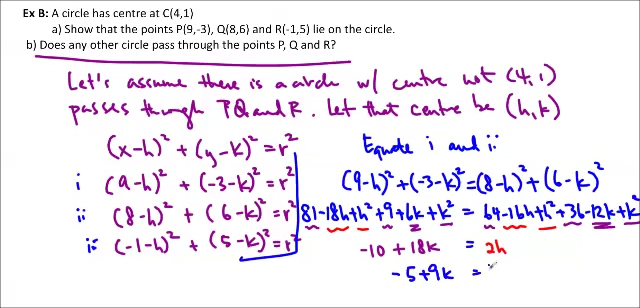 Ex B: A circle has centre at C(4,1)
a) Show that the points P(9,-3), Q(8,6) and R(-1,5) lie on the circle.
b) Does any other circle pass through the points P, Q and R?
Let's assume there is a circle w/ centre not (4,1)
passes through P Q and R. Let that centre be (h,k)
(x-h)² + (y-k)² = r²
i (9-h)² + (-3-k)² = r²
ii (8-h)² + (6-k)² = r²
iii (-1-h)² + (5-k)² = r²
Equate i and ii
(9-h)² + (-3-k)² = (8-h)² + (6-k)²
81-18h+h²+9+6k+k² = 64-16h+h²+36-12k+k²
-10 + 18k = 2h
-5+9k =